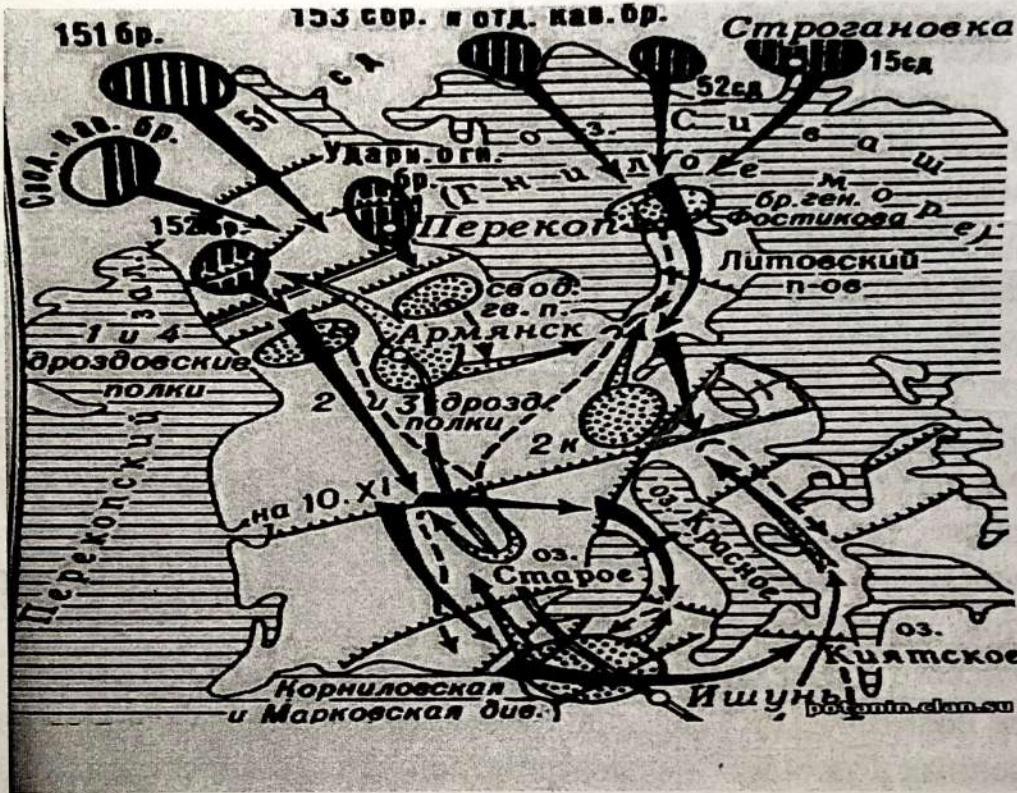 151 бр.
153 сбр. и отд. кав. бр.
Строгановка
15сд
52сд
51 сд
Свод. кав. бр.
Ударн. огн.
бр.
152 бр.
оз. Сиваш
(Гнилое море)
Перекоп
бр. ген.
Фостикова
Литовский
п-ов
свод.
гв. п.
Армянск
1 и 4
дроздовские
полки
2 и 3 дрозд.
полки
2 к
Перекопский зал.
на 10.XI
оз.
Старое
оз. Красное
оз.
Киятское
Корниловская
и Марковская див.
Ишунь
potanin.clan.su